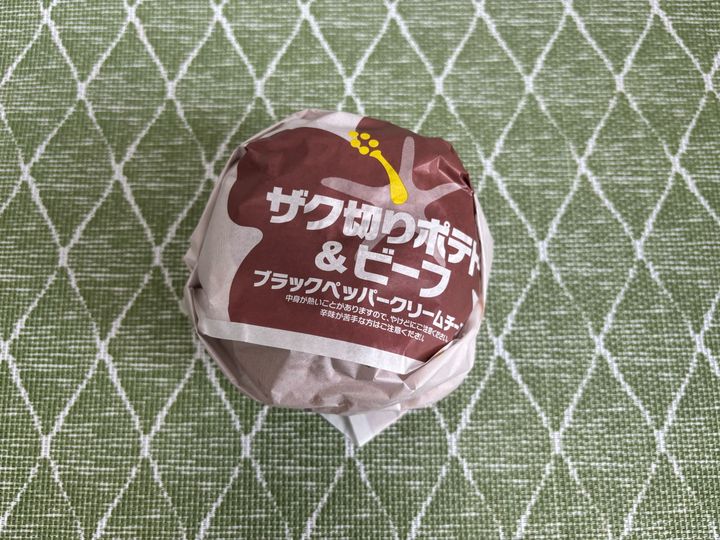 ザク切りポテト
&ビーフ
ブラックペッパークリームチー
中身が熱いことがありますので、やけどにご注意ください。
辛味が苦手な方はご注意ください。